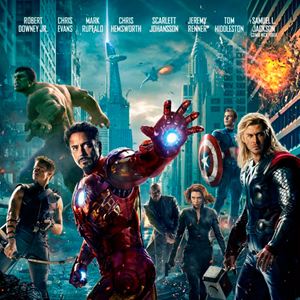 ROBERT CHRIS MARK CHRIS SCARLETT JEREMY TOM SAMUEL L.
DOWNEY JR. EVANS RUFFALO HEMSWORTH JOHANSSON RENNER HIDDLESTON JACKSON